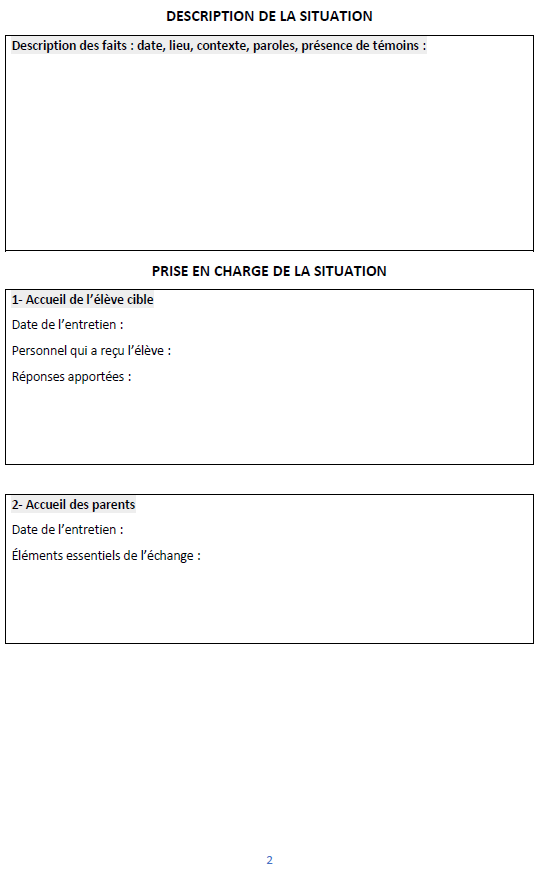 DESCRIPTION DE LA SITUATION
Description des faits : date, lieu, contexte, paroles, présence de témoins :
PRISE EN CHARGE DE LA SITUATION
1- Accueil de l’élève cible
Date de l’entretien :
Personnel qui a reçu l’élève :
Réponses apportées :
2- Accueil des parents
Date de l’entretien :
Éléments essentiels de l’échange :
2